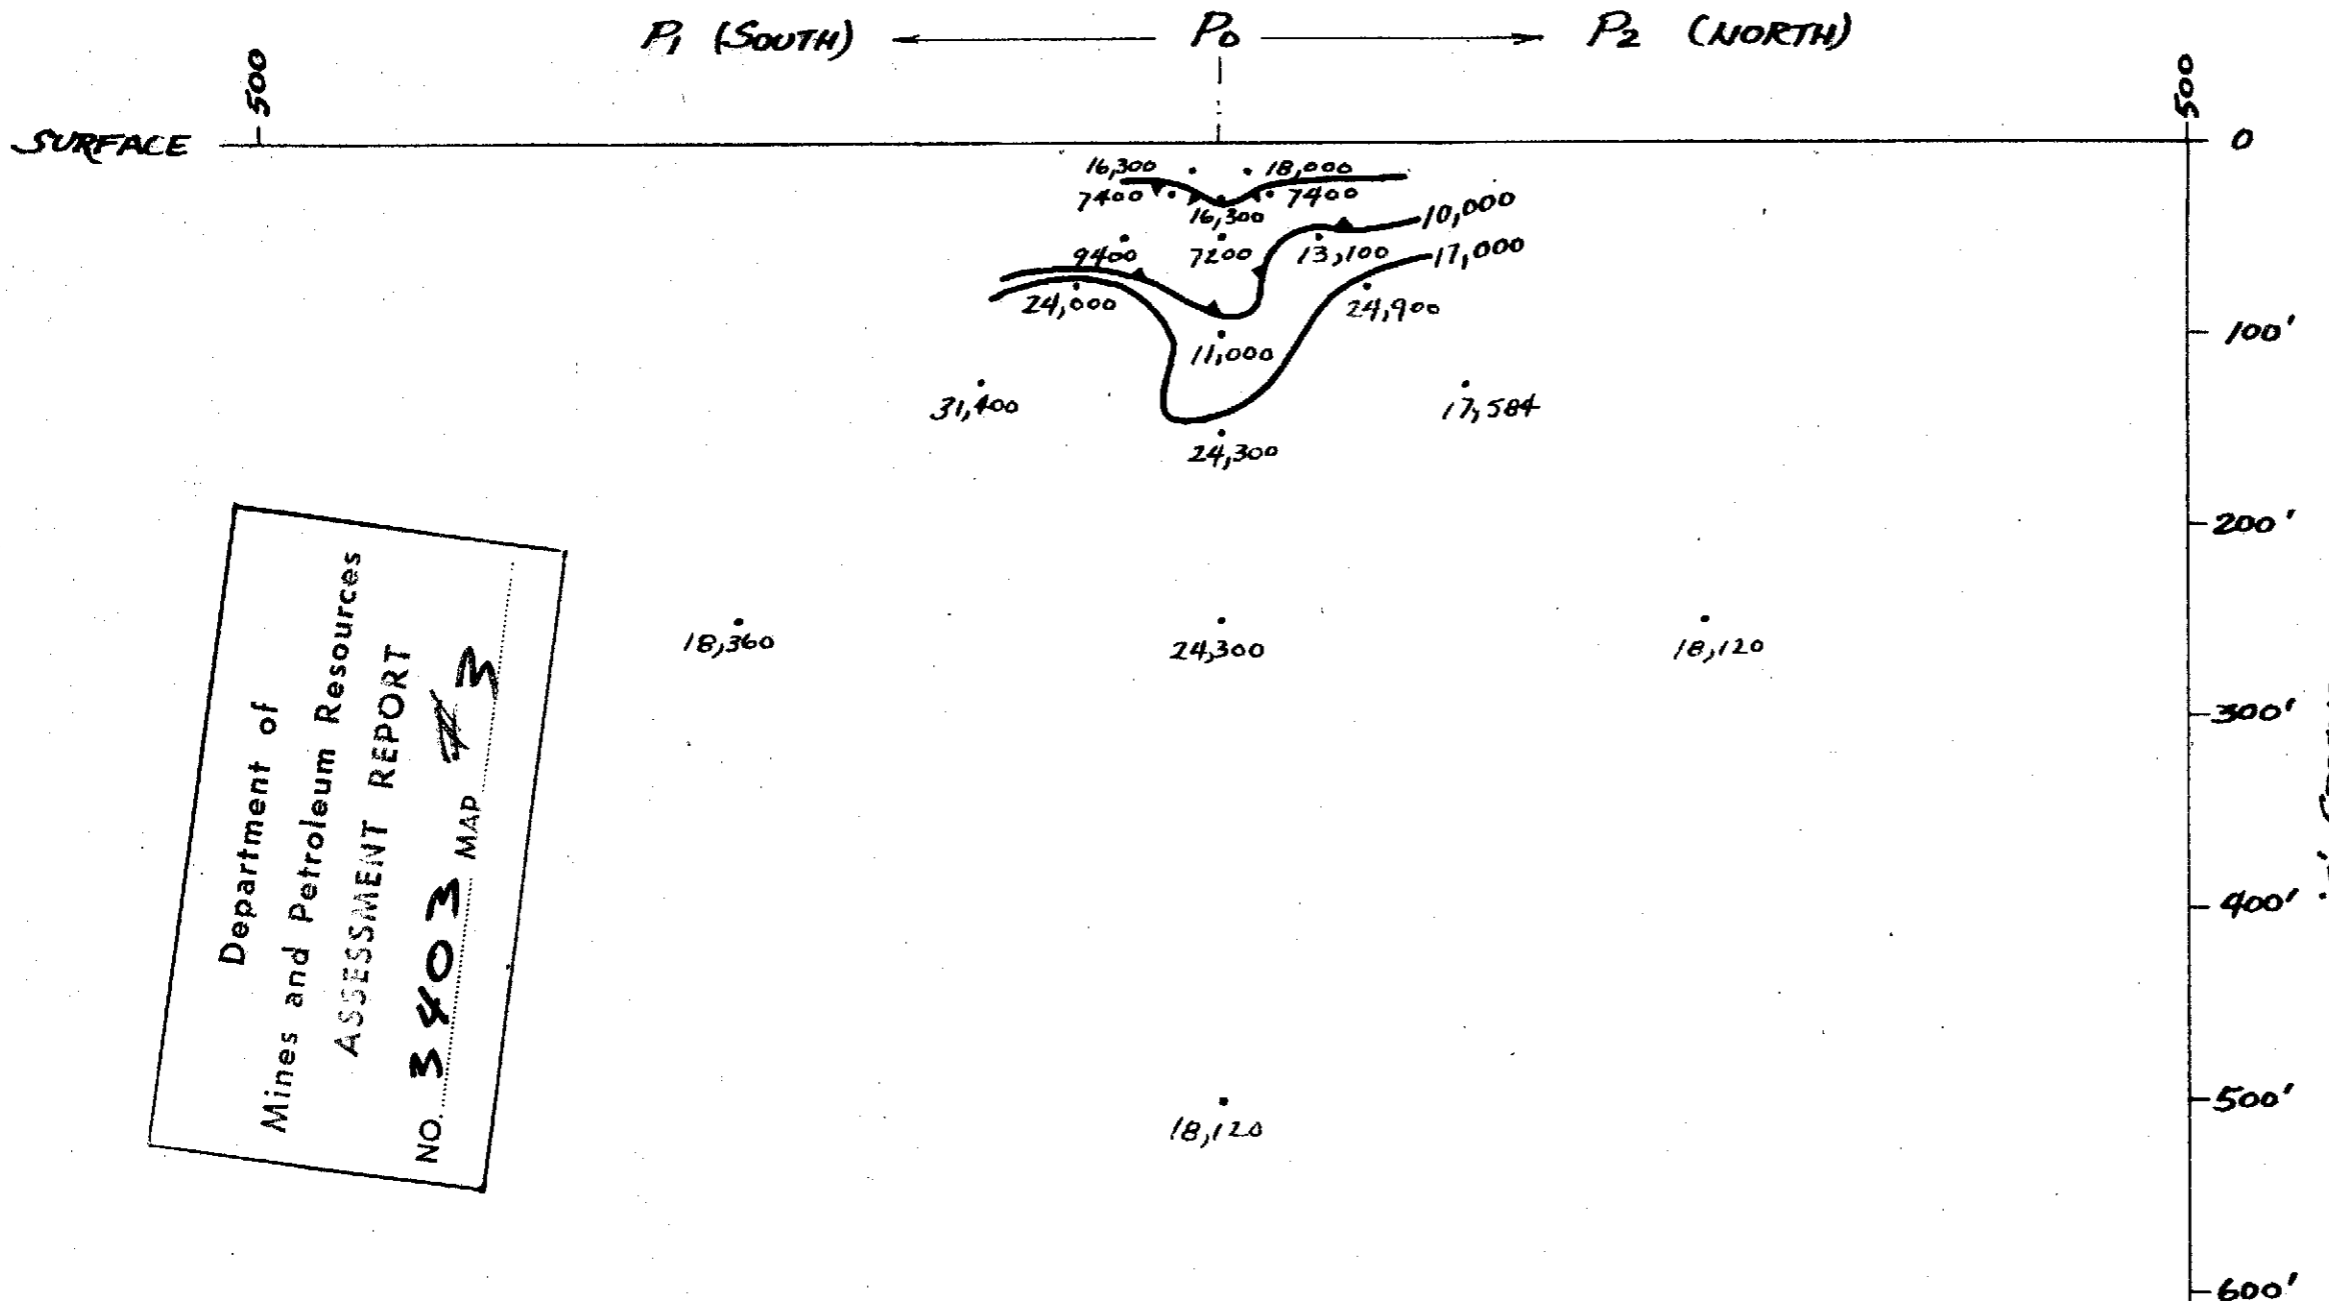 P1 (SOUTH) P0 P2 (NORTH)
500 500
SURFACE 0
16,300 18,000
7400 7400
16,300
10,000
9400 7200 13,100 17,000
24,000 24,900
100'
11,000
31,400 17,584
24,300
200'
18,360 24,300 18,120
300'
400'
500'
18,120
600'
Department of
Mines and Petroleum Resources
ASSESSMENT REPORT
NO. 3403 MAP #3